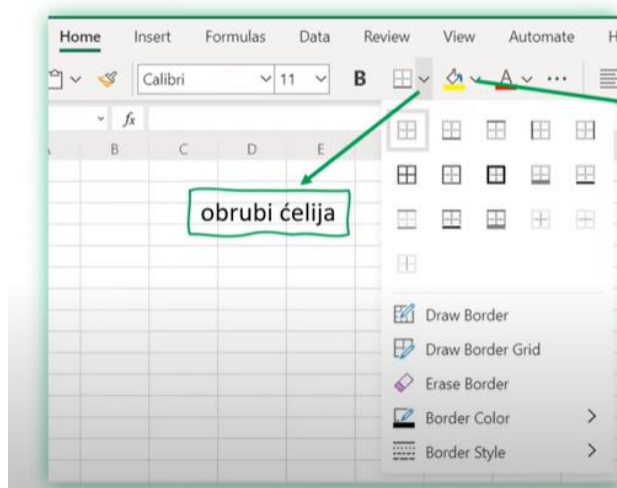 Home Insert Formulas Data Review View Automate H
Calibri 11 B A ...
fx
B C D E
obrubi ćelija
Draw Border
Draw Border Grid
Erase Border
Border Color
Border Style